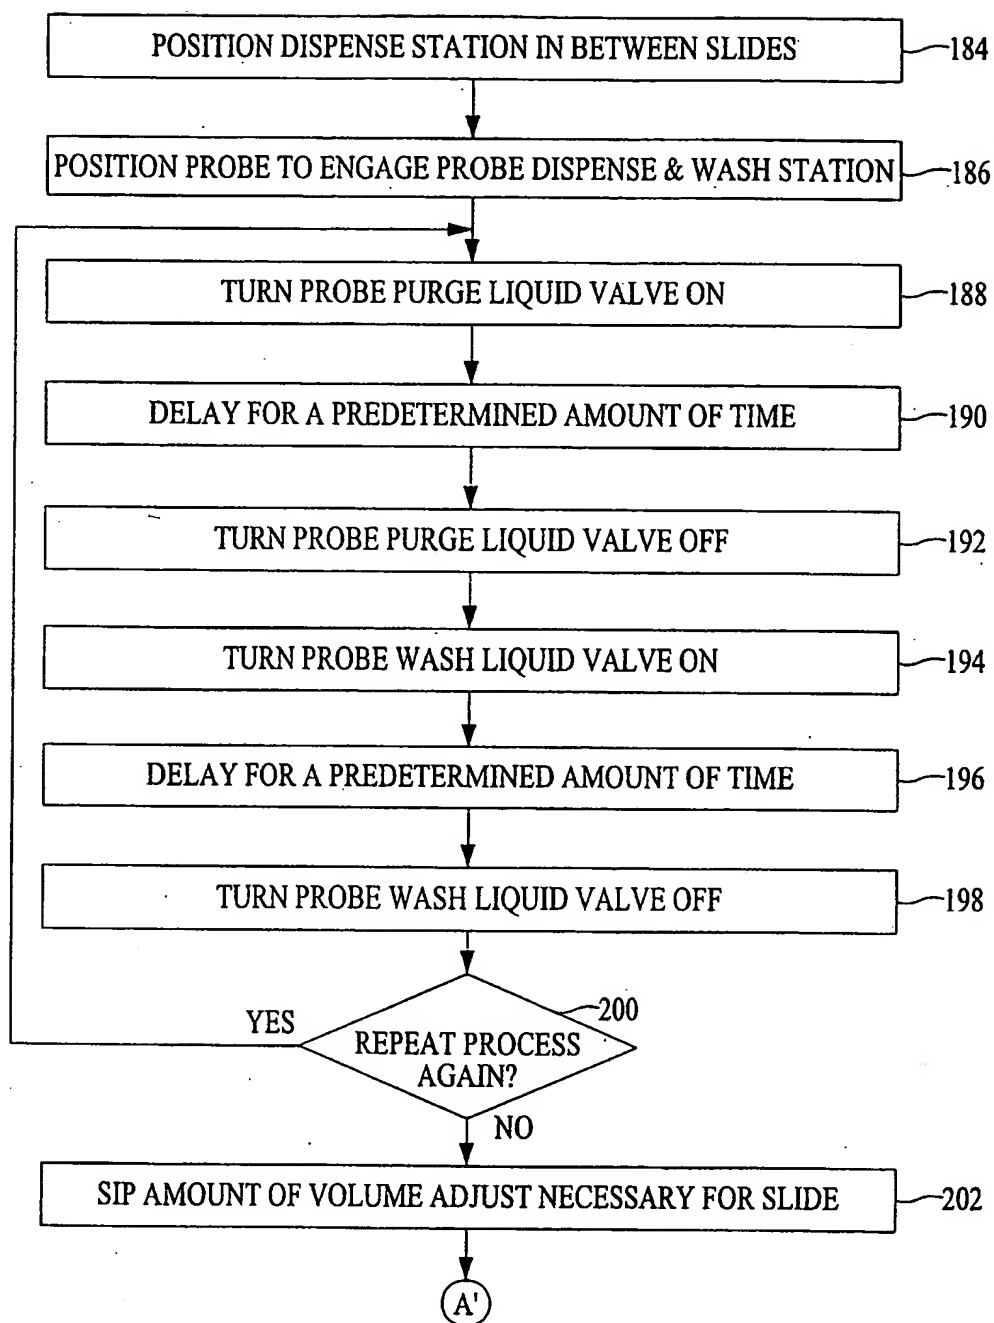 POSITION DISPENSE STATION IN BETWEEN SLIDES
184
POSITION PROBE TO ENGAGE PROBE DISPENSE & WASH STATION
186
TURN PROBE PURGE LIQUID VALVE ON
188
DELAY FOR A PREDETERMINED AMOUNT OF TIME
190
TURN PROBE PURGE LIQUID VALVE OFF
192
TURN PROBE WASH LIQUID VALVE ON
194
DELAY FOR A PREDETERMINED AMOUNT OF TIME
196
TURN PROBE WASH LIQUID VALVE OFF
198
200
YES
REPEAT PROCESS
AGAIN?
NO
SIP AMOUNT OF VOLUME ADJUST NECESSARY FOR SLIDE
202
A'